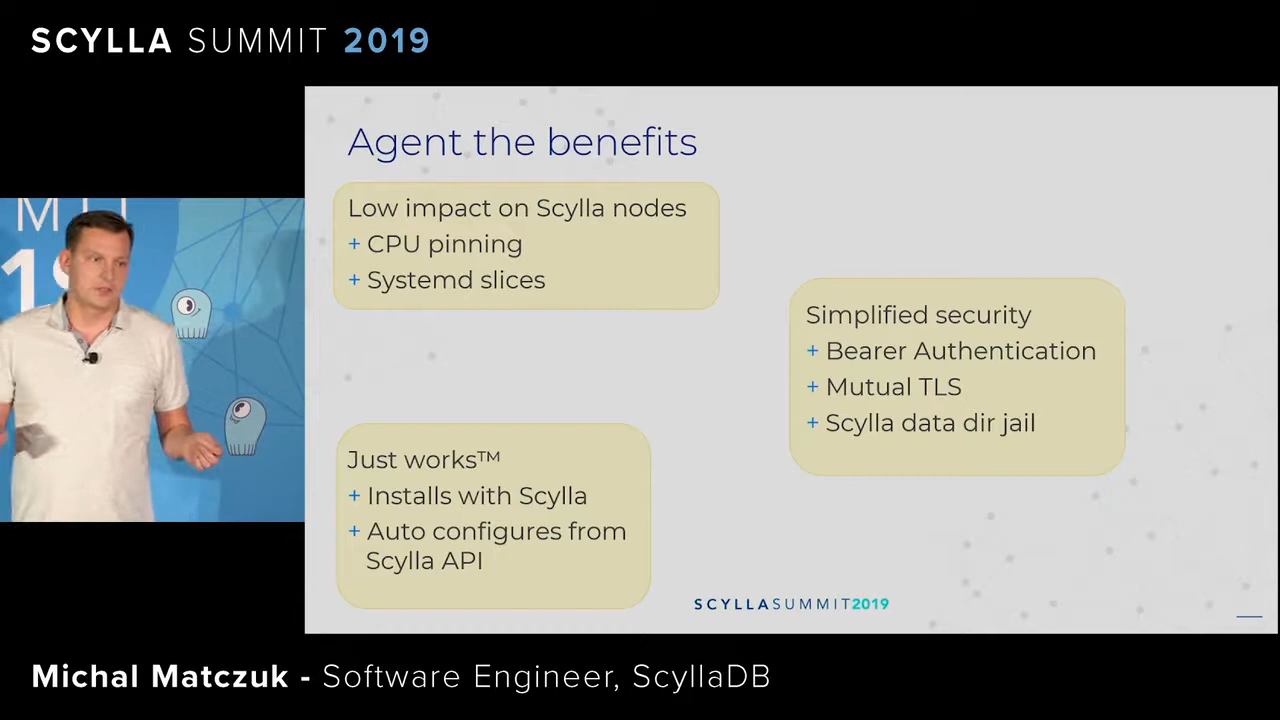 SCYLLA SUMMIT 2019
Agent the benefits
Low impact on Scylla nodes
+ CPU pinning
+ Systemd slices
Simplified security
+ Bearer Authentication
+ Mutual TLS
+ Scylla data dir jail
Just works™
+ Installs with Scylla
+ Auto configures from
Scylla API
SCYLLASUMMIT2019
Michal Matczuk - Software Engineer, ScyllaDB